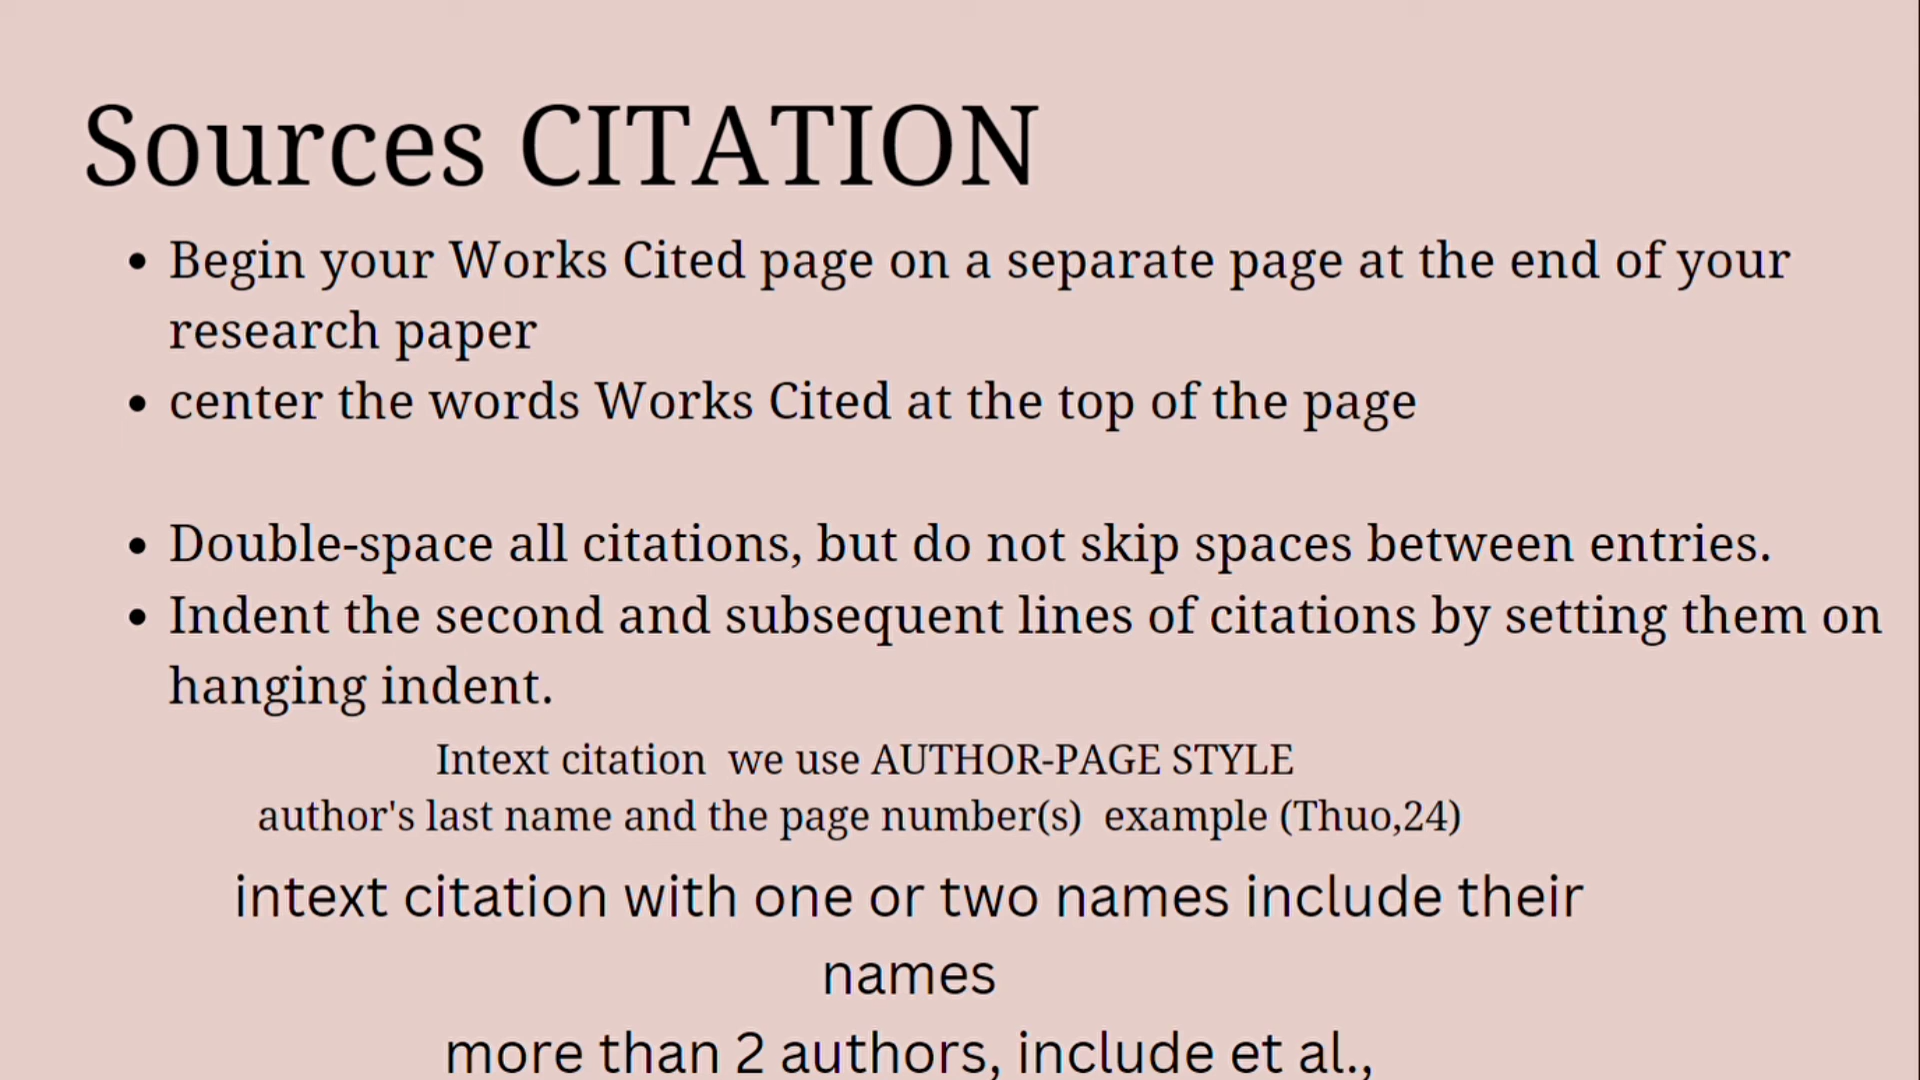 Sources CITATION
• Begin your Works Cited page on a separate page at the end of your
research paper
• center the words Works Cited at the top of the page
• Double-space all citations, but do not skip spaces between entries.
• Indent the second and subsequent lines of citations by setting them on
hanging indent.
Intext citation  we use AUTHOR-PAGE STYLE
author's last name and the page number(s)  example (Thuo,24)
intext citation with one or two names include their
names
more than 2 authors, include et al.,